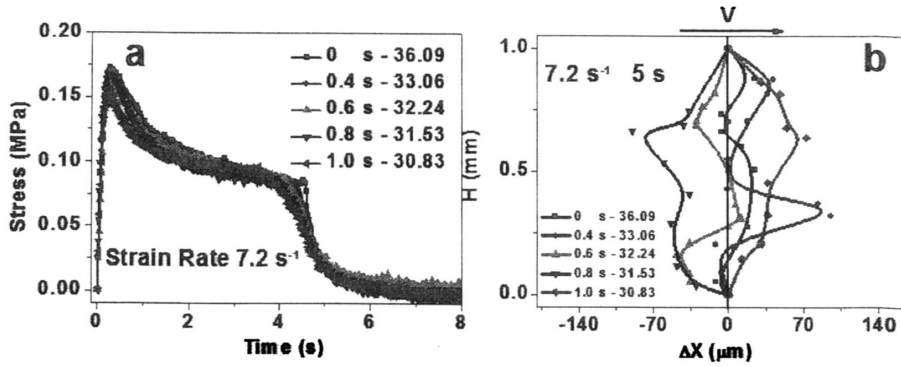 a
0 s - 36.09
0.4 s - 33.06
0.6 s - 32.24
0.8 s - 31.53
1.0 s - 30.83
Strain Rate 7.2 s⁻¹
Stress (MPa)
0.20
0.15
0.10
0.05
0.00
0 2 4 6 8
Time (s)
V
b
7.2 s⁻¹ 5 s
0 s - 36.09
0.4 s - 33.06
0.6 s - 32.24
0.8 s - 31.53
1.0 s - 30.83
H (mm)
1.0
0.5
0.0
-140 -70 0 70 140
ΔX (μm)